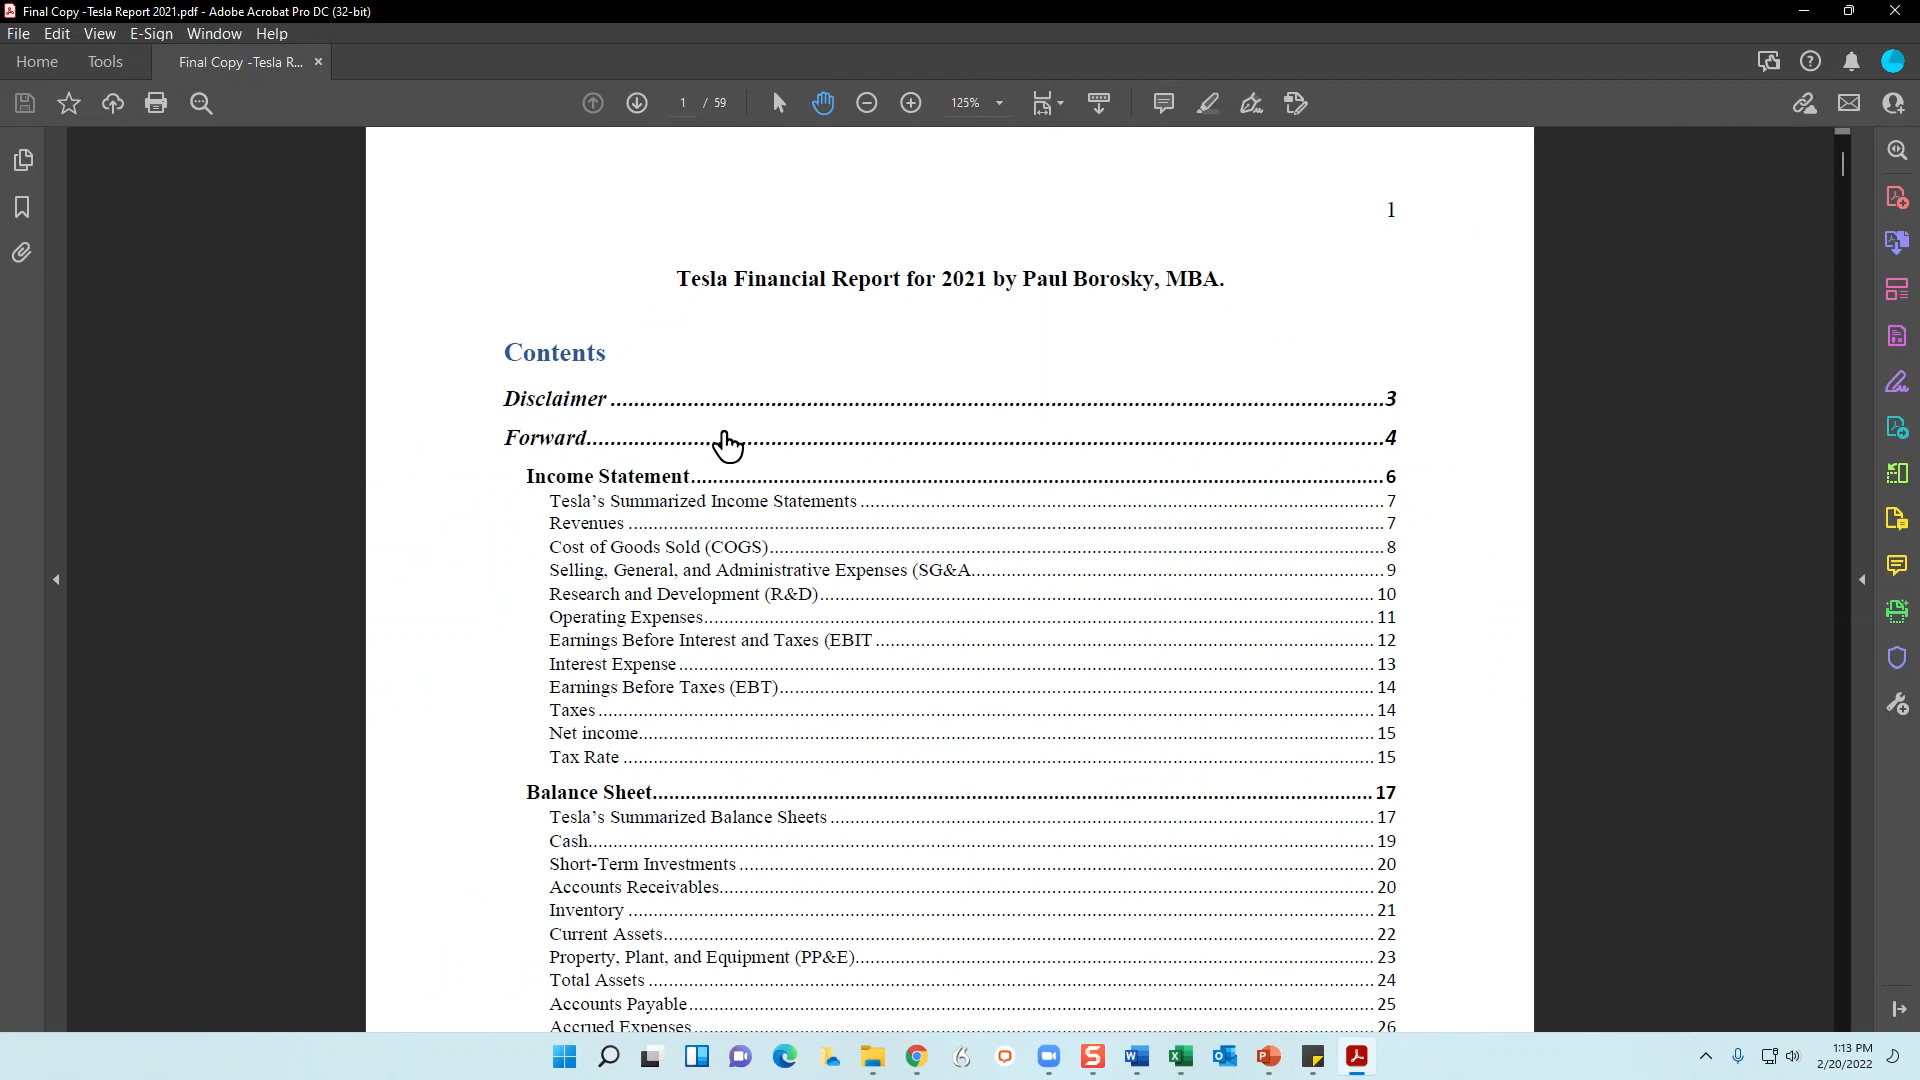 Final Copy -Tesla Report 2021.pdf - Adobe Acrobat Pro DC (32-bit)
File Edit View E-Sign Window Help
Home Tools Final Copy -Tesla R... ×
1 / 59 125%
1
Tesla Financial Report for 2021 by Paul Borosky, MBA.
Contents
Disclaimer ........ 3
Forward ........ 4
Income Statement ........ 6
Tesla's Summarized Income Statements ........ 7
Revenues ........ 7
Cost of Goods Sold (COGS) ........ 8
Selling, General, and Administrative Expenses (SG&A ........ 9
Research and Development (R&D) ........ 10
Operating Expenses ........ 11
Earnings Before Interest and Taxes (EBIT ........ 12
Interest Expense ........ 13
Earnings Before Taxes (EBT) ........ 14
Taxes ........ 14
Net income ........ 15
Tax Rate ........ 15
Balance Sheet ........ 17
Tesla's Summarized Balance Sheets ........ 17
Cash ........ 19
Short-Term Investments ........ 20
Accounts Receivables ........ 20
Inventory ........ 21
Current Assets ........ 22
Property, Plant, and Equipment (PP&E) ........ 23
Total Assets ........ 24
Accounts Payable ........ 25
Accrued Expenses ........ 26
1:13 PM
2/20/2022